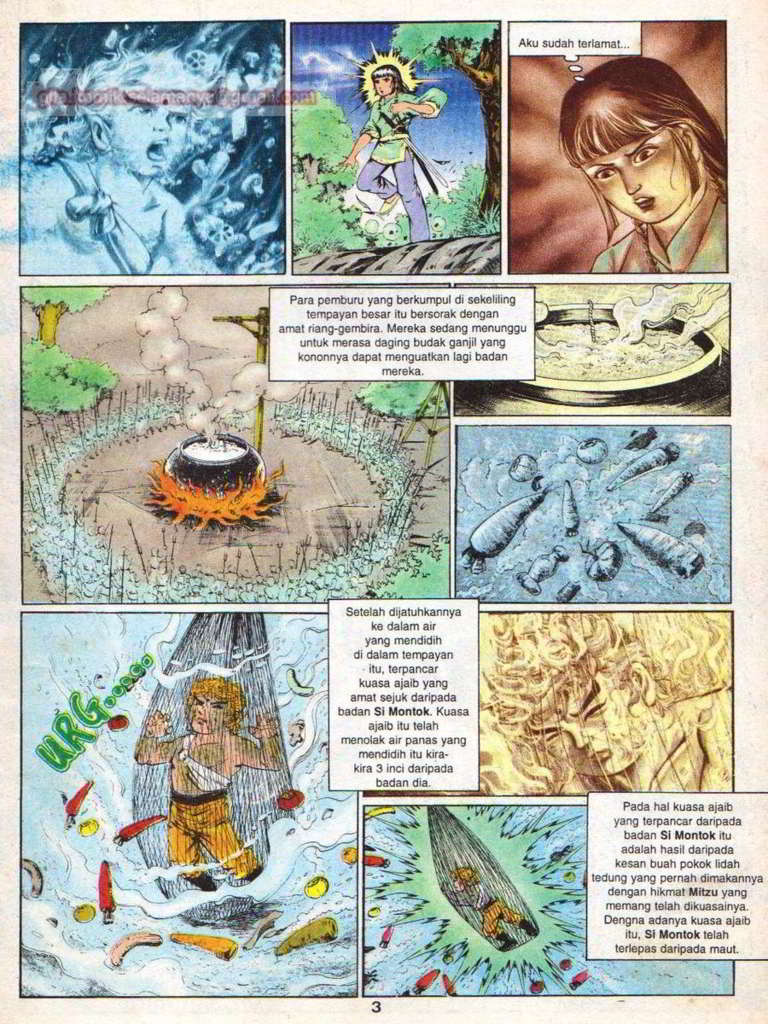 Aku sudah terlamat...
Para pemburu yang berkumpul di sekeliling
tempayan besar itu bersorak dengan
amat riang-gembira. Mereka sedang menunggu
untuk merasa daging budak ganjil yang
kononnya dapat menguatkan lagi badan
mereka.
Setelah dijatuhkannya
ke dalam air
yang mendidih
di dalam tempayan
itu, terpancar
kuasa ajaib yang
amat sejuk daripada
badan Si Montok. Kuasa
ajaib itu telah
menolak air panas yang
mendidih itu kira-
kira 3 inci daripada
badan dia.
URG.....
Pada hal kuasa ajaib
yang terpancar daripada
badan Si Montok itu
adalah hasil daripada
kesan buah pokok lidah
tedung yang pernah dimakannya
dengan hikmat Mitzu yang
memang telah dikuasainya.
Dengna adanya kuasa ajaib
itu, Si Montok telah
terlepas daripada maut.
3